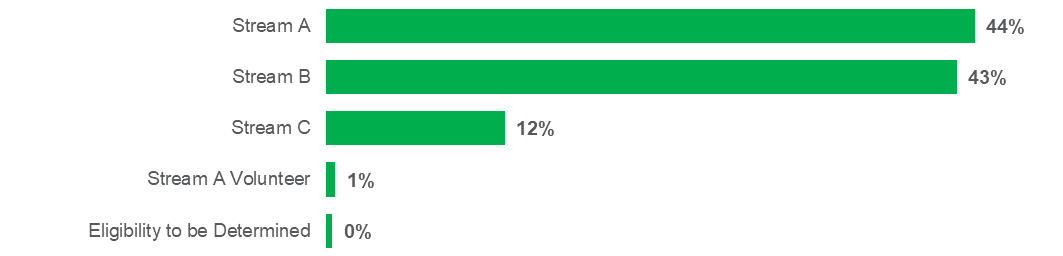 Stream A 44%
Stream B 43%
Stream C 12%
Stream A Volunteer 1%
Eligibility to be Determined 0%